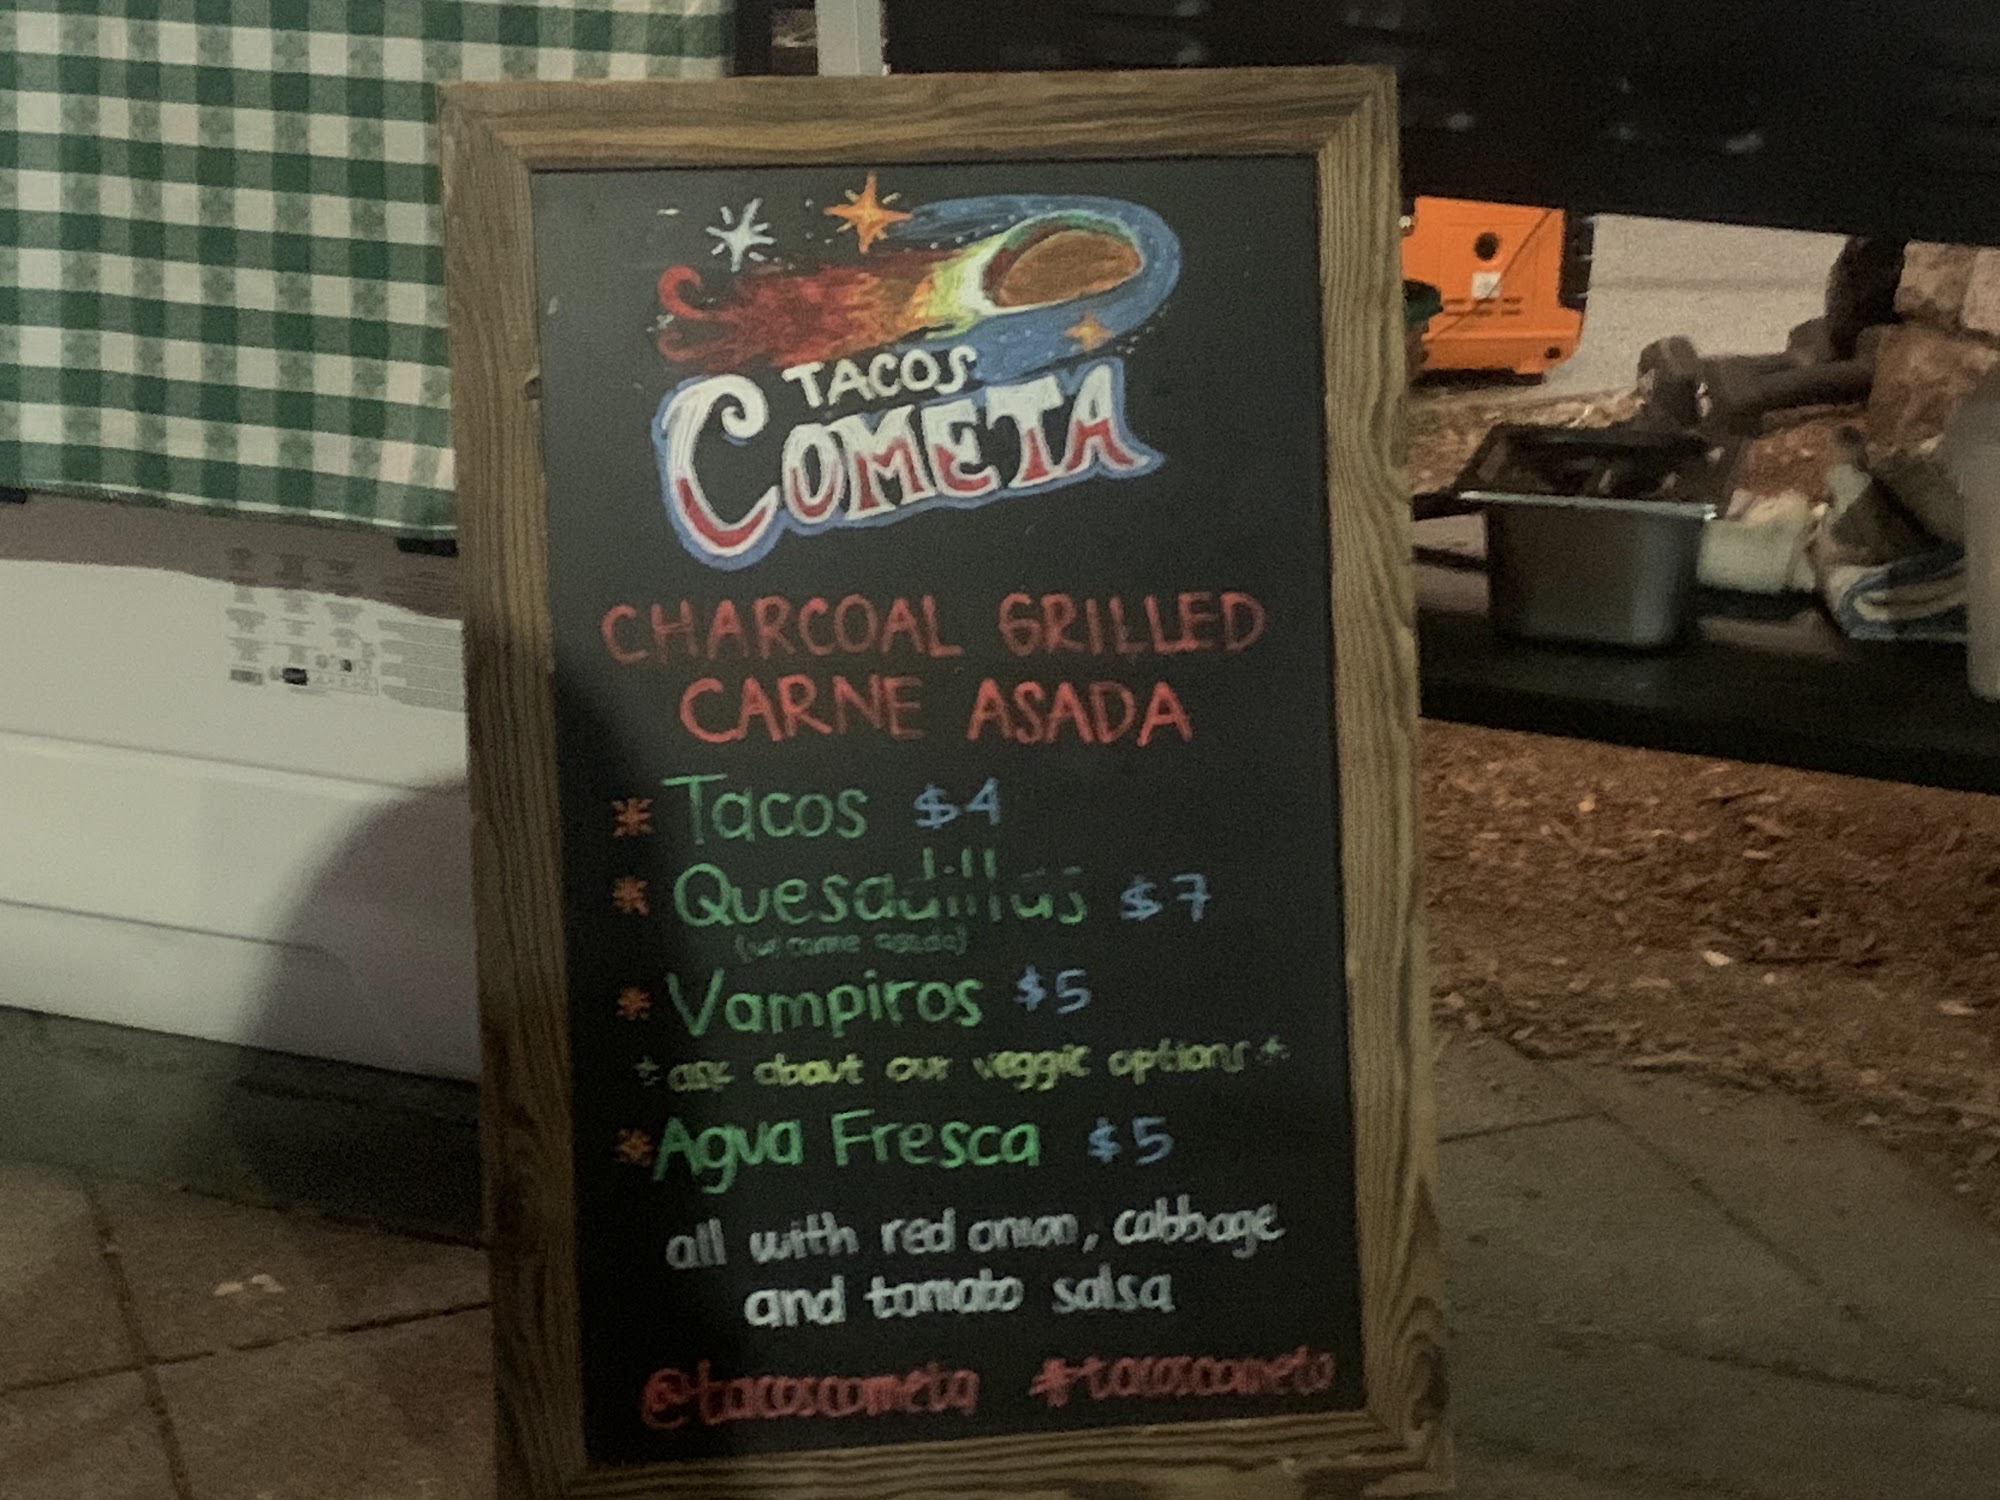 TACOS
COMETA
CHARCOAL GRILLED
CARNE ASADA
* Tacos $4
* Quesadillas $7
(w/ carne asada)
* Vampiros $5
+ ask about our veggie options +
* Agua Fresca $5
all with red onion, cabbage
and tomato salsa
@tacoscometa #tacoscometa